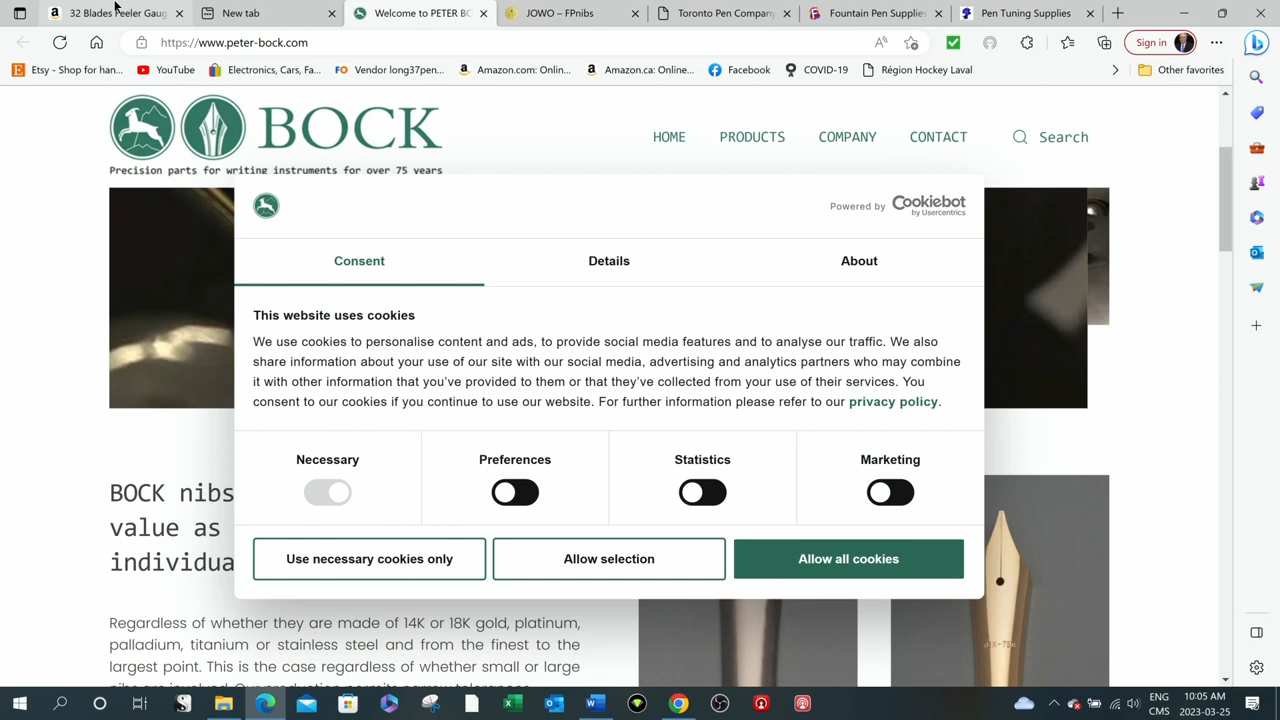 32 Blades Feeler Gaug
New tab
Welcome to PETER BO
JOWO – FPnibs
Toronto Pen Company
Fountain Pen Supplies
Pen Tuning Supplies
https://www.peter-bock.com
Sign in
Etsy - Shop for han...
YouTube
Electronics, Cars, Fa...
Vendor long37pen...
Amazon.com: Onlin...
Amazon.ca: Online...
Facebook
COVID-19
Région Hockey Laval
Other favorites
BOCK
Precision parts for writing instruments for over 75 years
HOME
PRODUCTS
COMPANY
CONTACT
Search
Powered by Cookiebot
by Usercentrics
Consent
Details
About
This website uses cookies
We use cookies to personalise content and ads, to provide social media features and to analyse our traffic. We also
share information about your use of our site with our social media, advertising and analytics partners who may combine
it with other information that you've provided to them or that they've collected from your use of their services. You
consent to our cookies if you continue to use our website. For further information please refer to our privacy policy.
Necessary
Preferences
Statistics
Marketing
Use necessary cookies only
Allow selection
Allow all cookies
BOCK nibs
value as
individua
Regardless of whether they are made of 14K or 18K gold, platinum,
palladium, titanium or stainless steel and from the finest to the
largest point. This is the case regardless of whether small or large
ENG
CMS
10:05 AM
2023-03-25